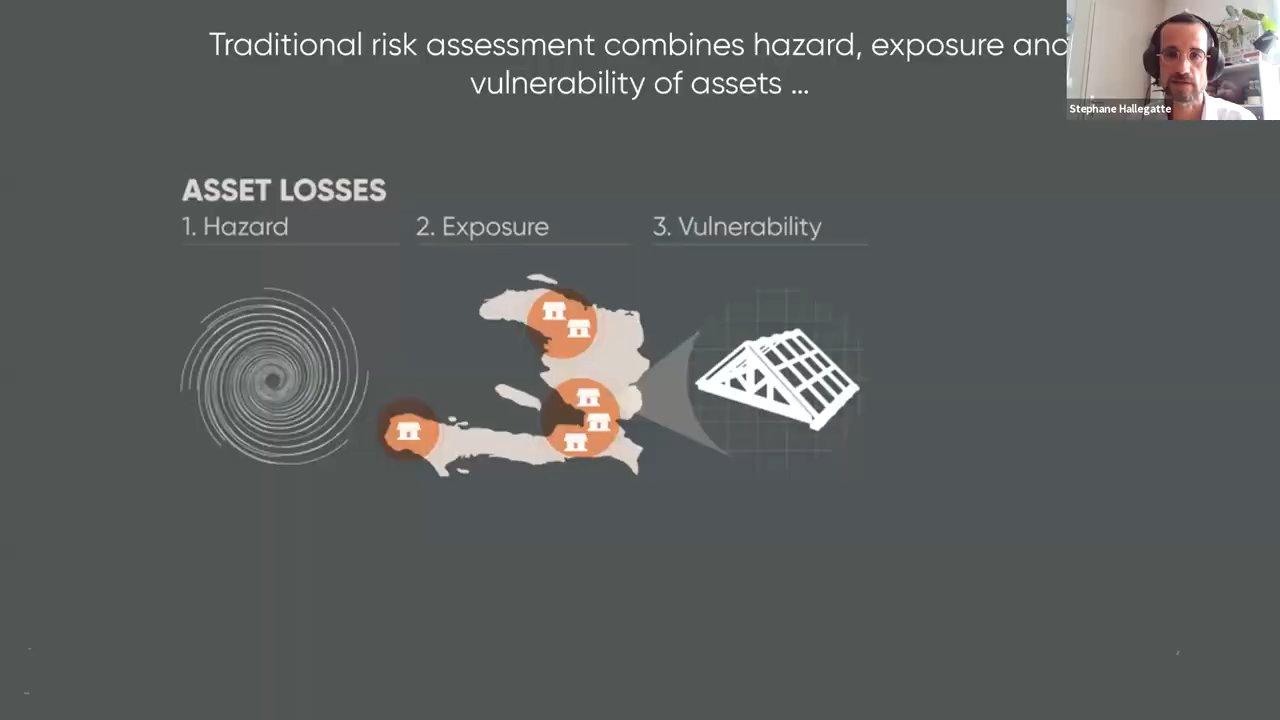 Traditional risk assessment combines hazard, exposure and
vulnerability of assets ...
Stephane Hallegatte
ASSET LOSSES
1. Hazard
2. Exposure
3. Vulnerability